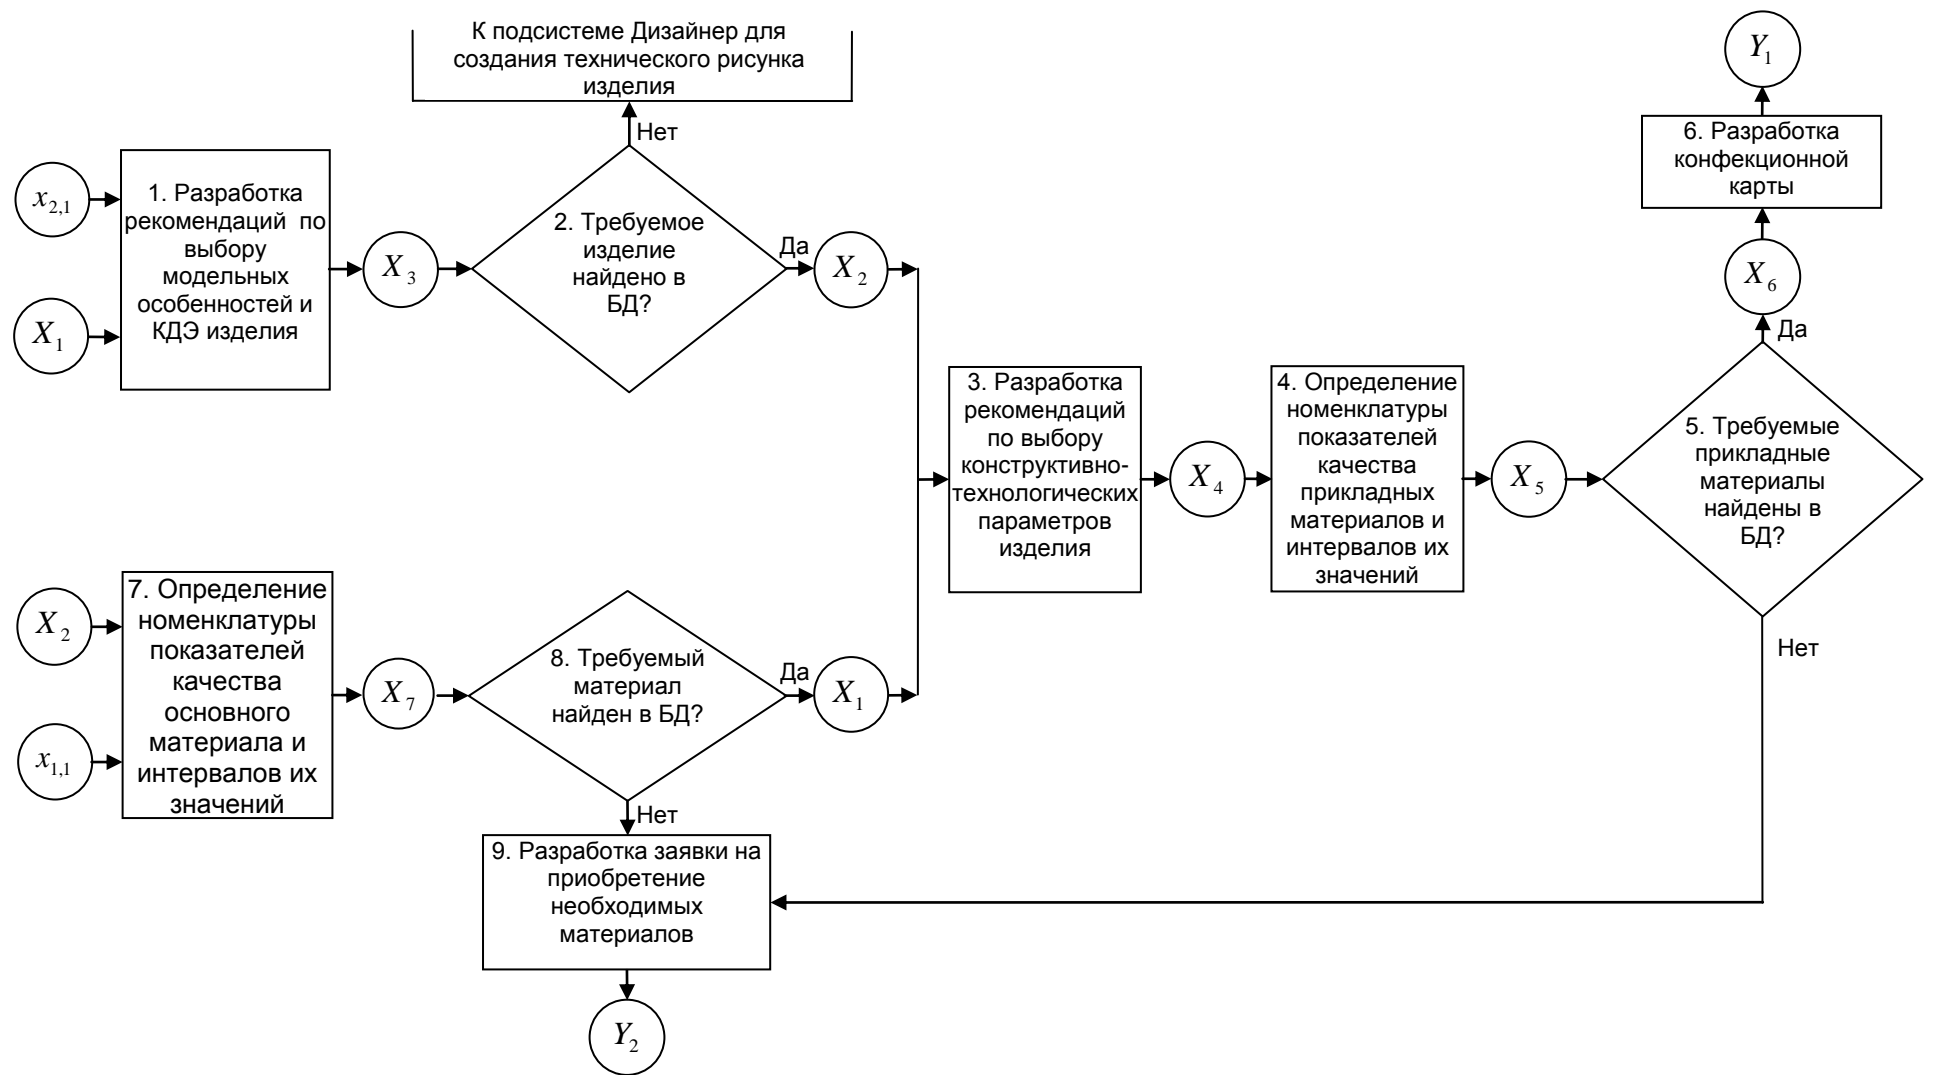 К подсистеме Дизайнер для
создания технического рисунка
изделия
Нет
x2,1
X1
1. Разработка
рекомендаций по
выбору
модельных
особенностей и
КДЭ изделия
X3
2. Требуемое
изделие
найдено в
БД?
Да
X2
X2
x1,1
7. Определение
номенклатуры
показателей
качества
основного
материала и
интервалов их
значений
X7
8. Требуемый
материал
найден в БД?
Да
X1
Нет
9. Разработка заявки на
приобретение
необходимых
материалов
Y2
3. Разработка
рекомендаций
по выбору
конструктивно-
технологических
параметров
изделия
X4
4. Определение
номенклатуры
показателей
качества
прикладных
материалов и
интервалов их
значений
X5
5. Требуемые
прикладные
материалы
найдены в
БД?
Нет
Да
X6
6. Разработка
конфекционной
карты
Y1